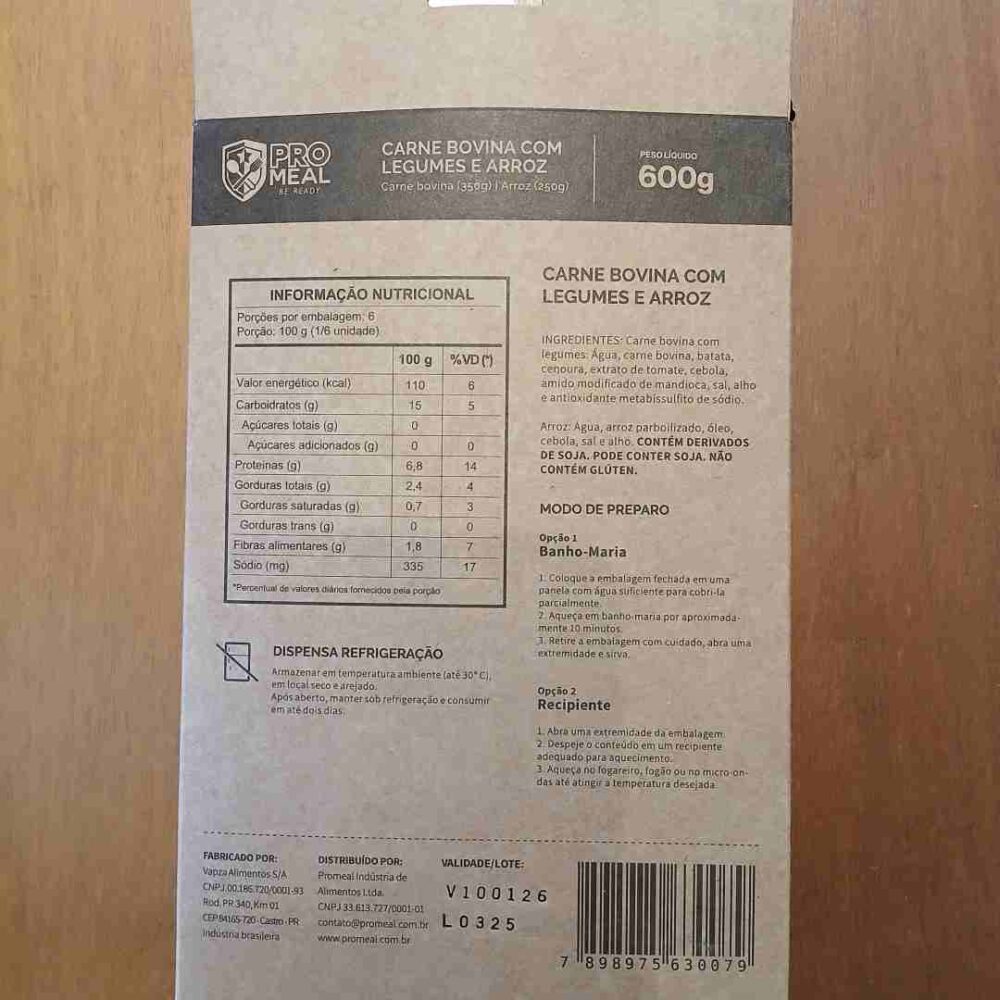 PRO MEAL
BE READY
CARNE BOVINA COM
LEGUMES E ARROZ
Carne bovina (350g) | Arroz (250g)
PESO LÍQUIDO
600g
INFORMAÇÃO NUTRICIONAL
Porções por embalagem: 6
Porção: 100 g (1/6 unidade)
100 g %VD (*)
Valor energético (kcal) 110 6
Carboidratos (g) 15 5
Açúcares totais (g) 0
Açúcares adicionados (g) 0 0
Proteínas (g) 6,8 14
Gorduras totais (g) 2,4 4
Gorduras saturadas (g) 0,7 3
Gorduras trans (g) 0 0
Fibras alimentares (g) 1,8 7
Sódio (mg) 335 17
*Percentual de valores diários fornecidos pela porção
DISPENSA REFRIGERAÇÃO
Armazenar em temperatura ambiente (até 30°C),
em local seco e arejado.
Após aberto, manter sob refrigeração e consumir
em até dois dias.
CARNE BOVINA COM
LEGUMES E ARROZ
INGREDIENTES: Carne bovina com
legumes: Água, carne bovina, batata,
cenoura, extrato de tomate, cebola,
amido modificado de mandioca, sal, alho
e antioxidante metabissulfito de sódio.
Arroz: Água, arroz parboilizado, óleo,
cebola, sal e alho. CONTÉM DERIVADOS
DE SOJA. PODE CONTER SOJA. NÃO
CONTÉM GLÚTEN.
MODO DE PREPARO
Opção 1
Banho-Maria
1. Coloque a embalagem fechada em uma
panela com água suficiente para cobri-la
parcialmente.
2. Aqueça em banho-maria por aproximada-
mente 10 minutos.
3. Retire a embalagem com cuidado, abra uma
extremidade e sirva.
Opção 2
Recipiente
1. Abra uma extremidade da embalagem.
2. Despeje o conteúdo em um recipiente
adequado para aquecimento.
3. Aqueça no fogareiro, fogão ou no micro-on-
das até atingir a temperatura desejada.
FABRICADO POR:
Vapza Alimentos S/A
CNPJ 00.186.720/0001-93
Rod. PR 340, Km 01
CEP 84165-720 - Castro - PR
Indústria brasileira
DISTRIBUÍDO POR:
Promeal Indústria de
Alimentos Ltda.
CNPJ 33.613.727/0001-01
contato@promeal.com.br
www.promeal.com.br
VALIDADE/LOTE:
V100126
L0325
7 898975 630079